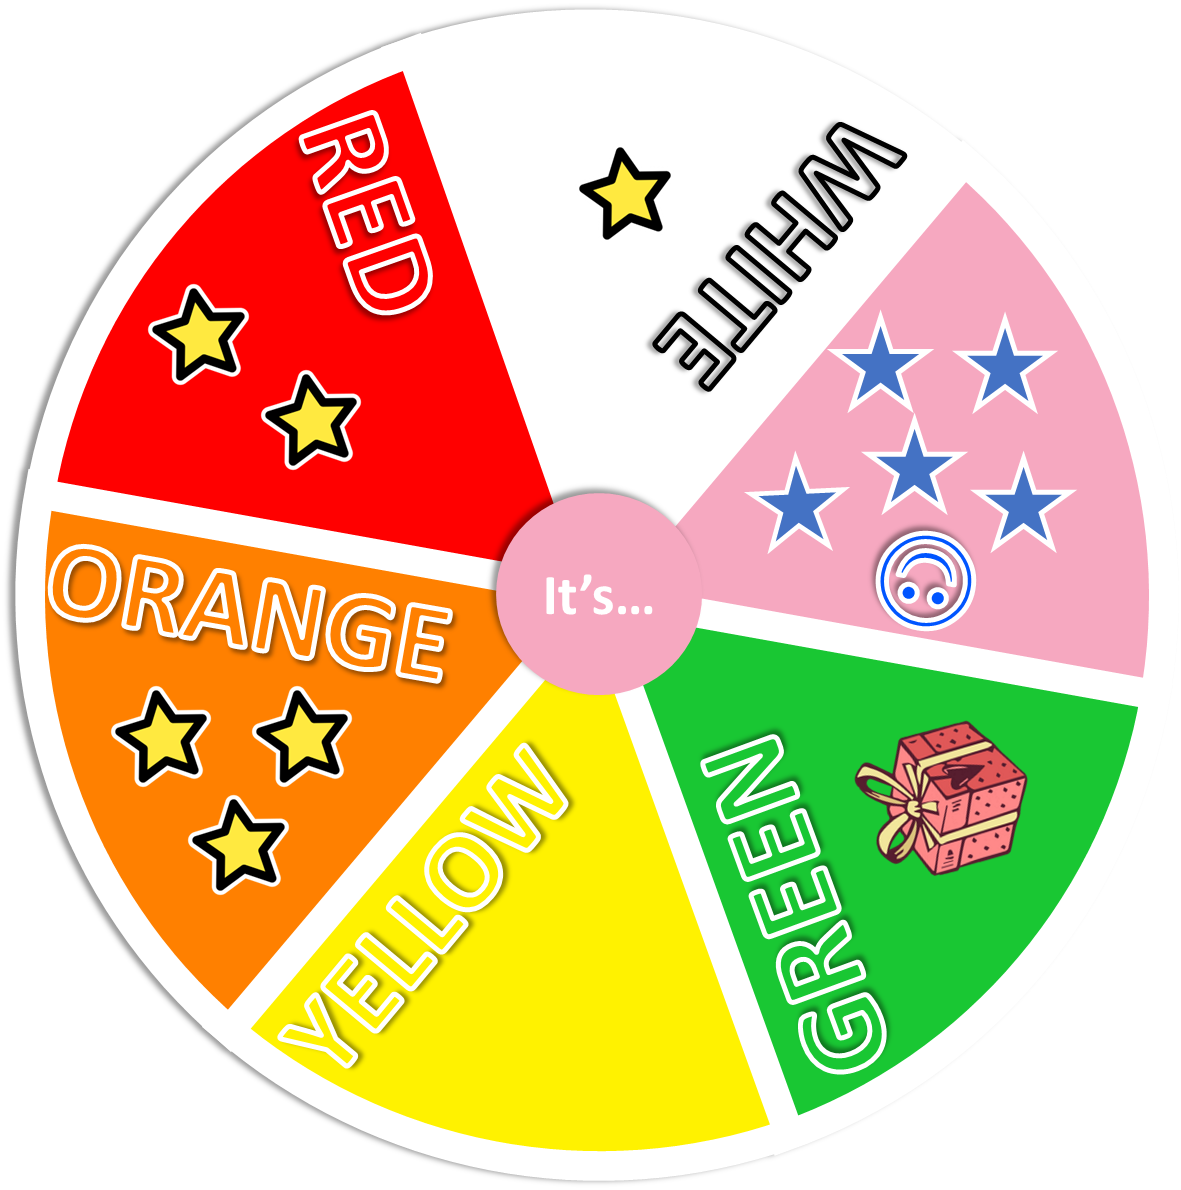 WHITE
RED
ORANGE
YELLOW
GREEN
It's...